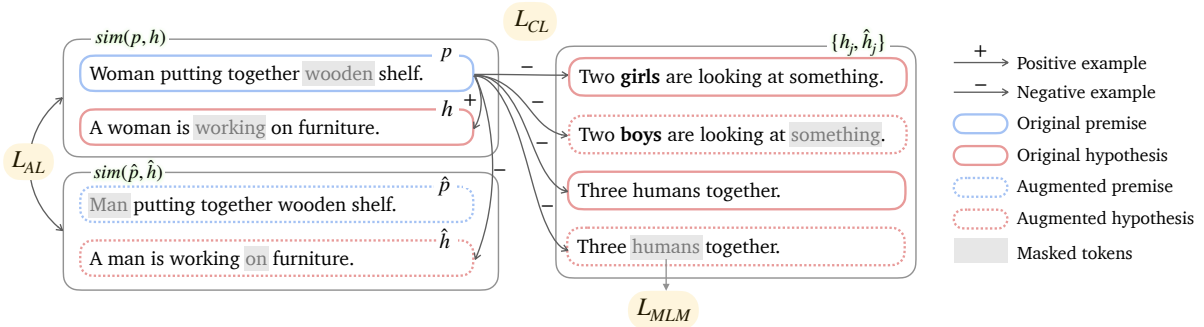 L_CL
sim(p, h)
p
Woman putting together wooden shelf.
h
A woman is working on furniture.
+
−
L_AL
sim(p̂, ĥ)
p̂
Man putting together wooden shelf.
ĥ
A man is working on furniture.
{h_j, ĥ_j}
−
Two girls are looking at something.
−
Two boys are looking at something.
−
Three humans together.
−
Three humans together.
L_MLM
+
Positive example
−
Negative example
Original premise
Original hypothesis
Augmented premise
Augmented hypothesis
Masked tokens